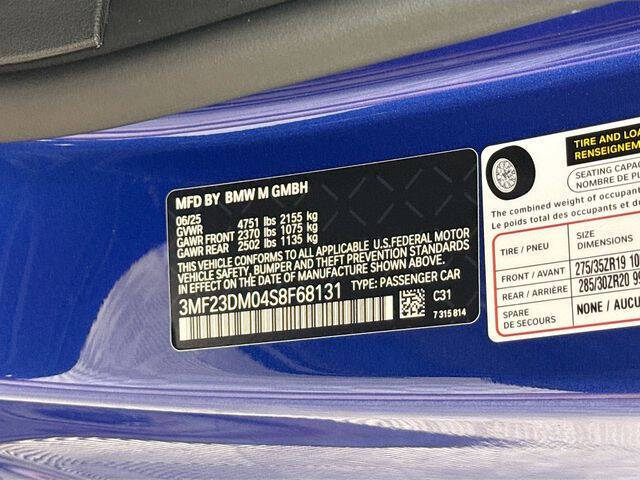 MFD BY BMW M GMBH
06/25
GVWR 4751 lbs 2155 kg
GAWR FRONT 2370 lbs 1075 kg
GAWR REAR 2502 lbs 1135 kg
THIS VEHICLE CONFORMS TO ALL APPLICABLE U.S.FEDERAL MOTOR
VEHICLE SAFETY, BUMPER AND THEFT PREVENTION STANDARDS
IN EFFECT ON THE DATE OF MANUFACTURE SHOWN ABOVE.
3MF23DM04S8F68131 TYPE: PASSENGER CAR
C31
7 315 814
TIRE AND
RENSEIGNEMEN
SEATING CAPA
NOMBRE DE
The combined weight of occupants
Le poids total des occupants et du
TIRE / PNEU
SIZE
DIMENSIONS
FRONT / AVANT 275/35ZR19 10
REAR / ARRIÈRE 285/30ZR20 9
SPARE
DE SECOURS
NONE / AUCU